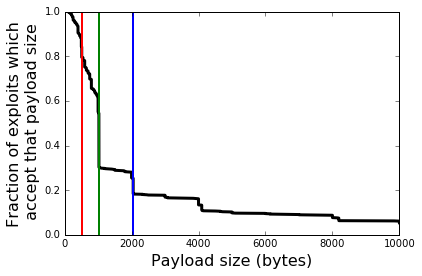 Fraction of exploits which
accept that payload size
1.0
0.8
0.6
0.4
0.2
0.0
0 2000 4000 6000 8000 10000
Payload size (bytes)